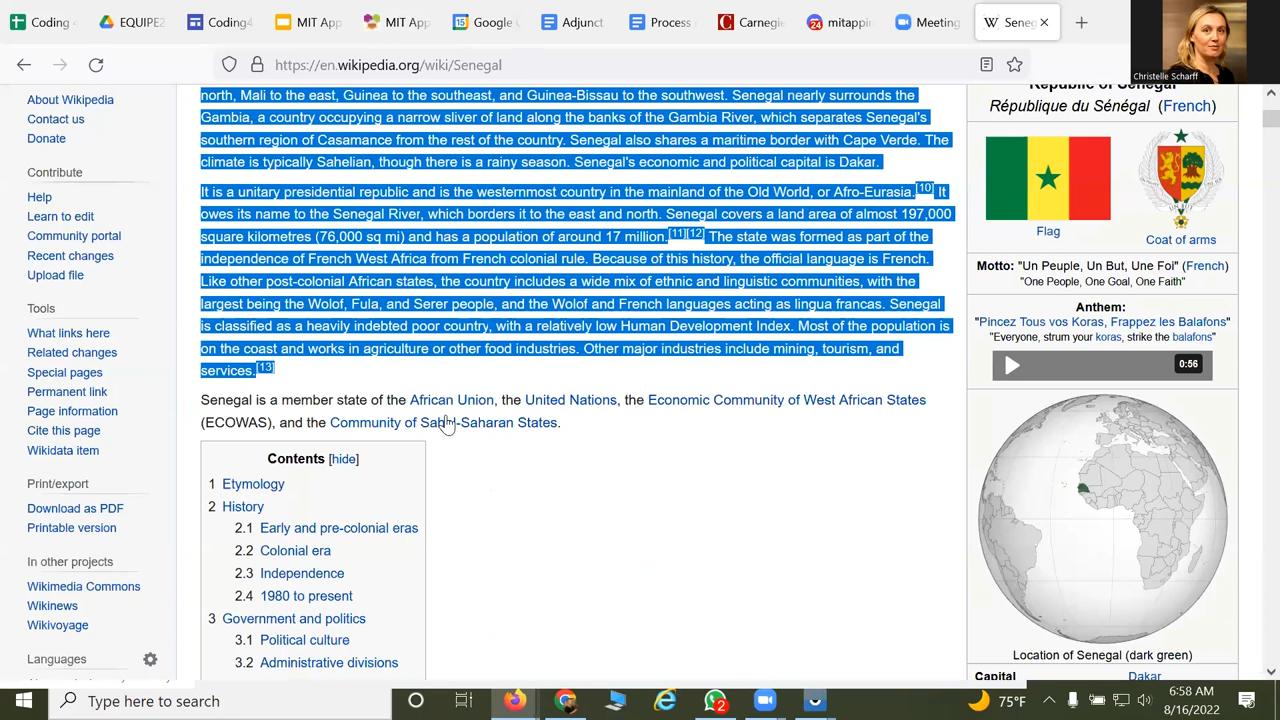 Coding
EQUIPE2
Coding4
MIT App
MIT App
Google
Adjunct
Process
Carnegie
mitappin
Meeting
Seneg
https://en.wikipedia.org/wiki/Senegal
Christelle Scharff
About Wikipedia
Contact us
Donate
Contribute
Help
Learn to edit
Community portal
Recent changes
Upload file
Tools
What links here
Related changes
Special pages
Permanent link
Page information
Cite this page
Wikidata item
Print/export
Download as PDF
Printable version
In other projects
Wikimedia Commons
Wikinews
Wikivoyage
Languages
north, Mali to the east, Guinea to the southeast, and Guinea-Bissau to the southwest. Senegal nearly surrounds the
Gambia, a country occupying a narrow sliver of land along the banks of the Gambia River, which separates Senegal's
southern region of Casamance from the rest of the country. Senegal also shares a maritime border with Cape Verde. The
climate is typically Sahelian, though there is a rainy season. Senegal's economic and political capital is Dakar.
It is a unitary presidential republic and is the westernmost country in the mainland of the Old World, or Afro-Eurasia.[10] It
owes its name to the Senegal River, which borders it to the east and north. Senegal covers a land area of almost 197,000
square kilometres (76,000 sq mi) and has a population of around 17 million.[11][12] The state was formed as part of the
independence of French West Africa from French colonial rule. Because of this history, the official language is French.
Like other post-colonial African states, the country includes a wide mix of ethnic and linguistic communities, with the
largest being the Wolof, Fula, and Serer people, and the Wolof and French languages acting as lingua francas. Senegal
is classified as a heavily indebted poor country, with a relatively low Human Development Index. Most of the population is
on the coast and works in agriculture or other food industries. Other major industries include mining, tourism, and
services.[13]
Senegal is a member state of the African Union, the United Nations, the Economic Community of West African States
(ECOWAS), and the Community of Sahel-Saharan States.
Contents [hide]
1 Etymology
2 History
2.1 Early and pre-colonial eras
2.2 Colonial era
2.3 Independence
2.4 1980 to present
3 Government and politics
3.1 Political culture
3.2 Administrative divisions
Republic of Senegal
République du Sénégal (French)
Flag
Coat of arms
Motto: "Un Peuple, Un But, Une Foi" (French)
"One People, One Goal, One Faith"
Anthem:
"Pincez Tous vos Koras, Frappez les Balafons"
"Everyone, strum your koras, strike the balafons"
0:56
Location of Senegal (dark green)
Capital Dakar
Type here to search
2
75°F
6:58 AM
8/16/2022